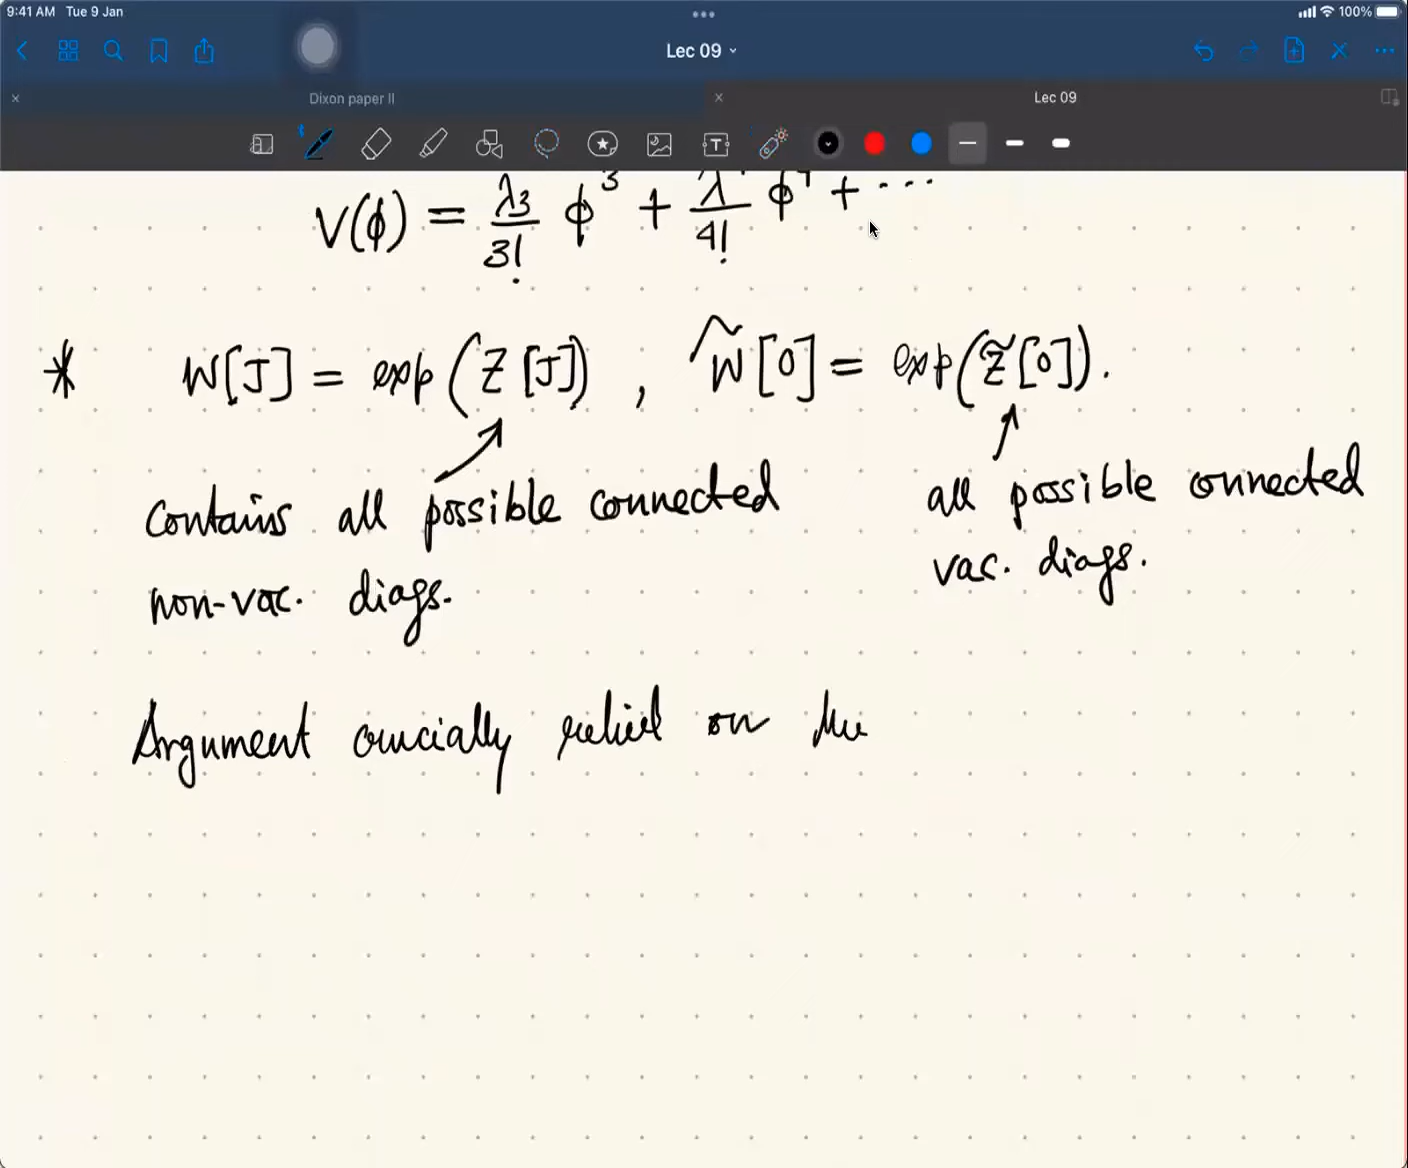 9:41 AM Tue 9 Jan
100%
Lec 09
Dixon paper II
Lec 09
V(ϕ) = λ3/3! ϕ^3 + λ/4! ϕ^4 + ...
* W[J] = exp(Z[J]) , W̃[0] = exp(Z̃[0]).
Contains all possible connected
non-vac. diags.
all possible connected
vac. diags.
Argument crucially relied on the